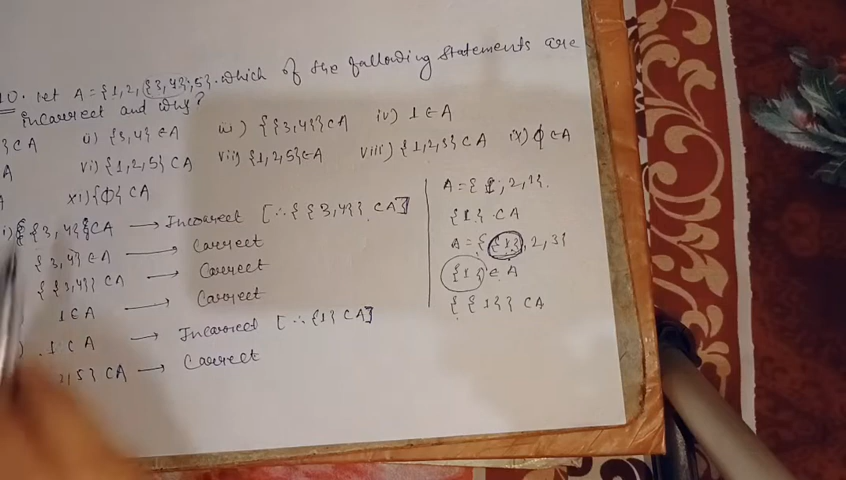 10. Let A = {1, 2, {3, 4}, 5}. Which of the following statements are
incorrect and why?
} ⊂ A ii) {3, 4} ∈ A iii) {{3, 4}} ⊂ A iv) 1 ∈ A
A vi) {1, 2, 5} ⊂ A vii) {1, 2, 5} ∈ A viii) {1, 2, 3} ⊂ A ix) ϕ ∈ A
A xi) {ϕ} ⊂ A
i) {{3, 4}} ⊂ A → Incorrect [∵ {{3, 4}} ⊂ A]
{3, 4} ∈ A → Correct
{{3, 4}} ⊂ A → Correct
1 ∈ A → Correct
) 1 ⊂ A → Incorrect [∵ {1} ⊂ A]
2, 5} ⊂ A → Correct
A = {1, 2, 3}.
{1} ⊂ A
A = {{1}, 2, 3}
{1} ∈ A
{{1}} ⊂ A